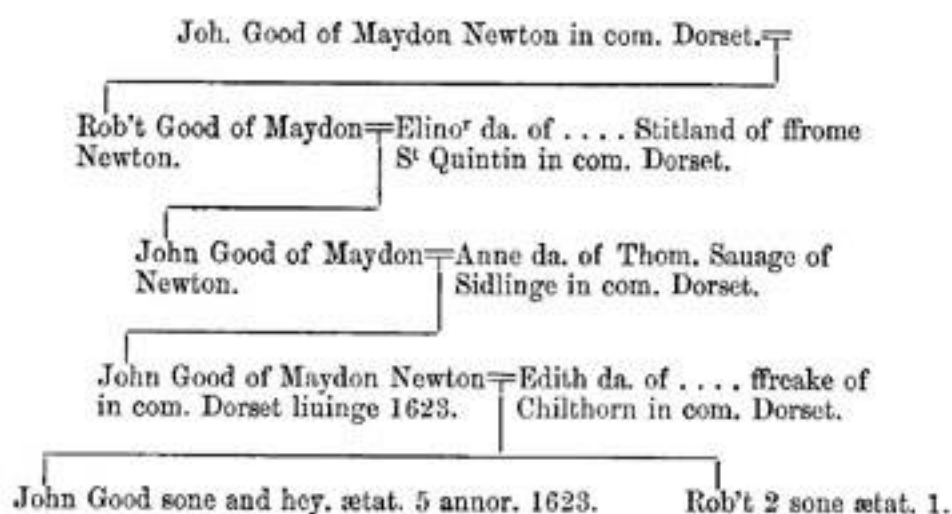 Joh. Good of Maydon Newton in com. Dorset.
Rob't Good of Maydon Elinoʳ da. of . . . . Stitland of ffrome
Newton. Sᵗ Quintin in com. Dorset.
John Good of Maydon Anne da. of Thom. Sauage of
Newton. Sidlinge in com. Dorset.
John Good of Maydon Newton Edith da. of . . . . ffreake of
in com. Dorset liuinge 1623. Chilthorn in com. Dorset.
John Good sone and hey. ætat. 5 annor. 1623. Rob't 2 sone ætat. 1.